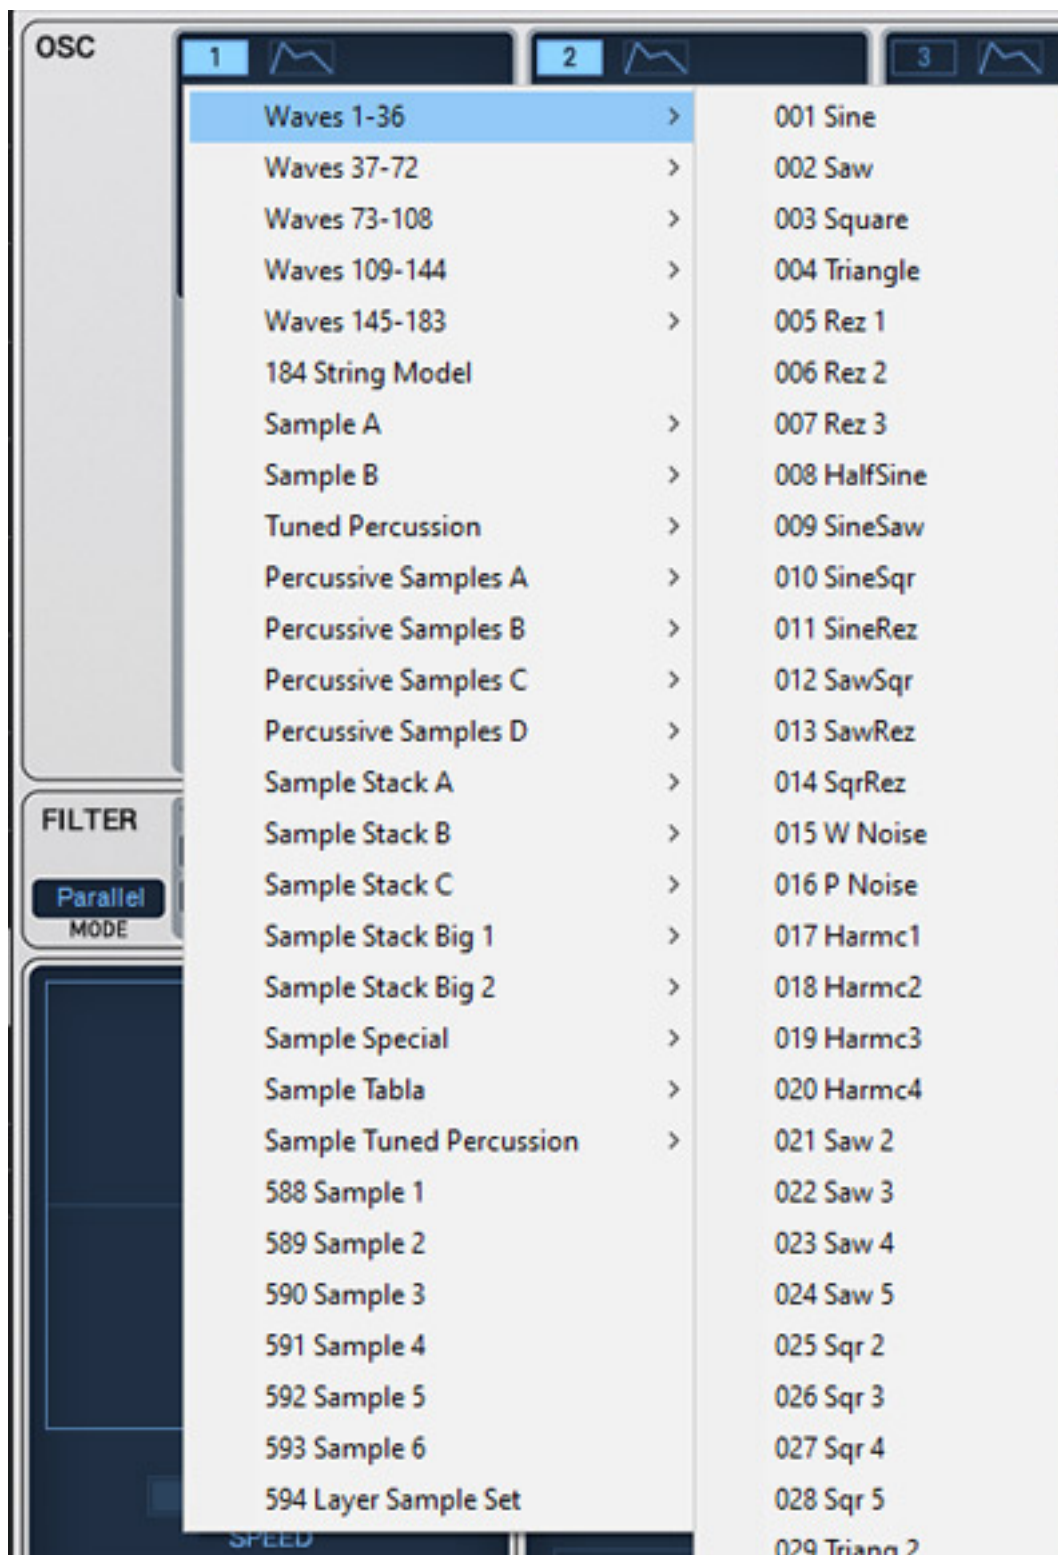 OSC
1
2
3
Waves 1-36
Waves 37-72
Waves 73-108
Waves 109-144
Waves 145-183
184 String Model
Sample A
Sample B
Tuned Percussion
Percussive Samples A
Percussive Samples B
Percussive Samples C
Percussive Samples D
Sample Stack A
Sample Stack B
Sample Stack C
Sample Stack Big 1
Sample Stack Big 2
Sample Special
Sample Tabla
Sample Tuned Percussion
588 Sample 1
589 Sample 2
590 Sample 3
591 Sample 4
592 Sample 5
593 Sample 6
594 Layer Sample Set
001 Sine
002 Saw
003 Square
004 Triangle
005 Rez 1
006 Rez 2
007 Rez 3
008 HalfSine
009 SineSaw
010 SineSqr
011 SineRez
012 SawSqr
013 SawRez
014 SqrRez
015 W Noise
016 P Noise
017 Harmc1
018 Harmc2
019 Harmc3
020 Harmc4
021 Saw 2
022 Saw 3
023 Saw 4
024 Saw 5
025 Sqr 2
026 Sqr 3
027 Sqr 4
028 Sqr 5
029 Triang 2
FILTER
Parallel
MODE
SPEED